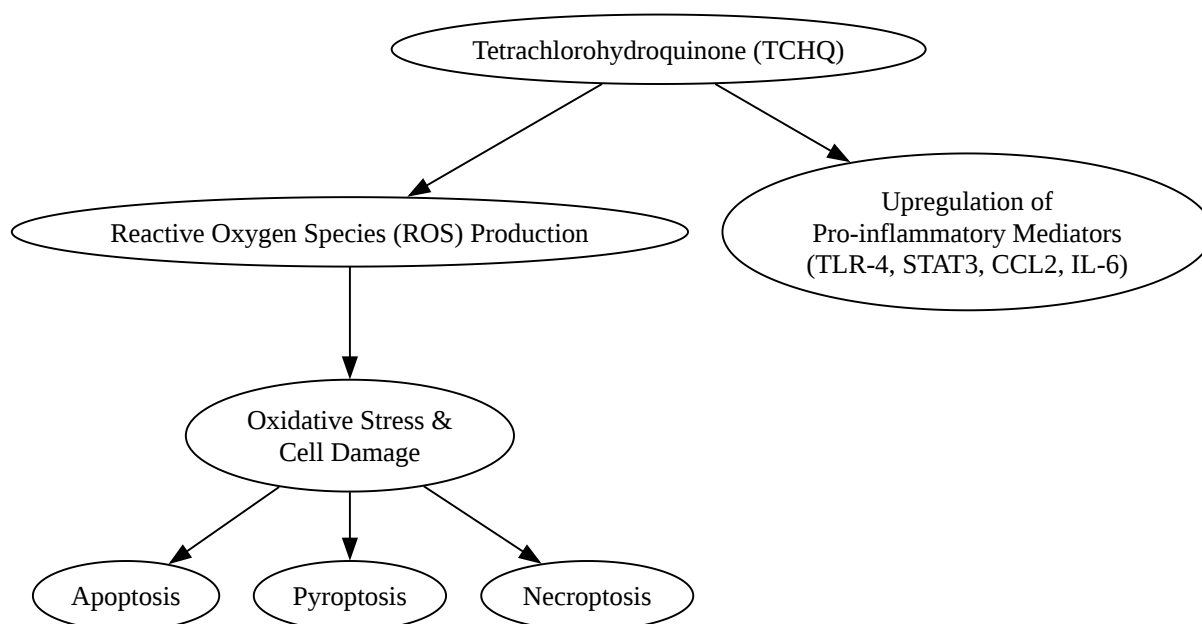 Tetrachlorohydroquinone (TCHQ)
Reactive Oxygen Species (ROS) Production
Upregulation of
Pro-inflammatory Mediators
(TLR-4, STAT3, CCL2, IL-6)
Oxidative Stress &
Cell Damage
Apoptosis
Pyroptosis
Necroptosis